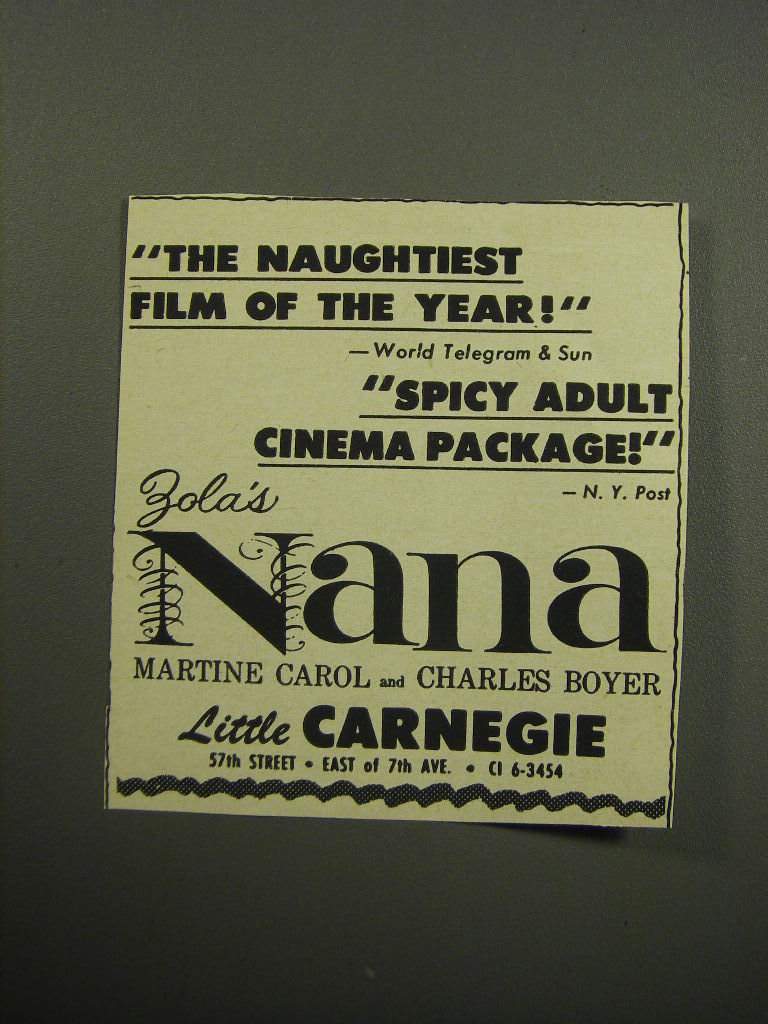 "THE NAUGHTIEST
FILM OF THE YEAR!"
—World Telegram & Sun
"SPICY ADULT
CINEMA PACKAGE!"
—N. Y. Post
Zola's
Nana
MARTINE CAROL and CHARLES BOYER
Little CARNEGIE
57th STREET • EAST of 7th AVE. • CI 6-3454